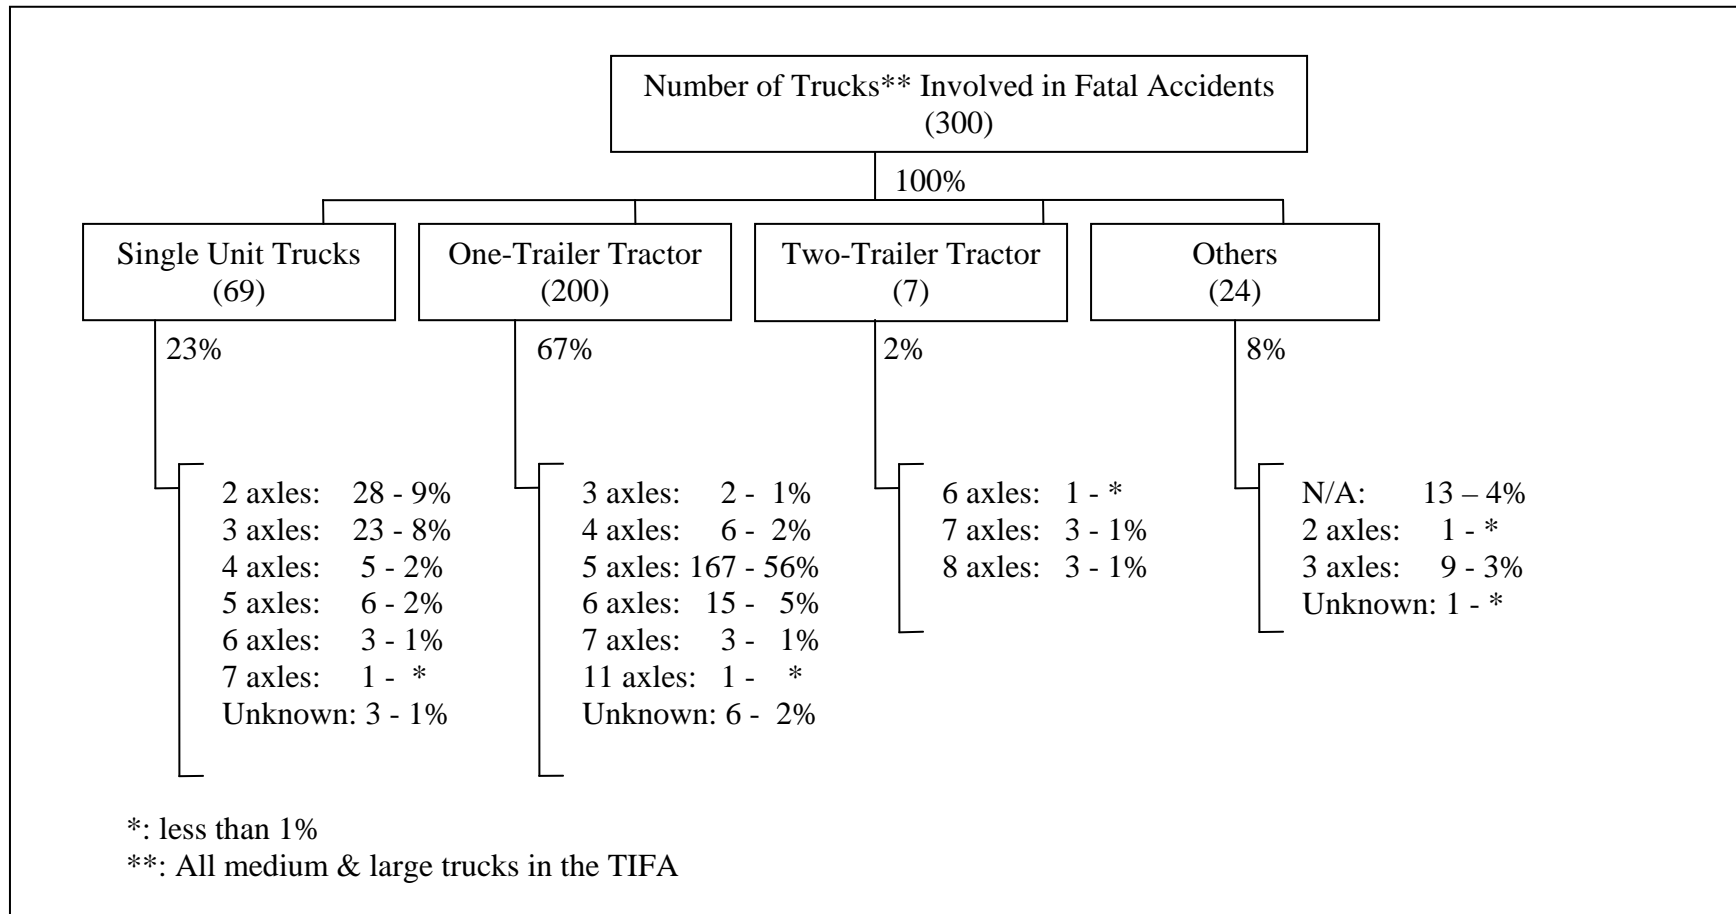 Number of Trucks** Involved in Fatal Accidents
(300)
100%
Single Unit Trucks
(69)
One-Trailer Tractor
(200)
Two-Trailer Tractor
(7)
Others
(24)
23%
67%
2%
8%
2 axles: 28 - 9%
3 axles: 23 - 8%
4 axles: 5 - 2%
5 axles: 6 - 2%
6 axles: 3 - 1%
7 axles: 1 - *
Unknown: 3 - 1%
3 axles: 2 - 1%
4 axles: 6 - 2%
5 axles: 167 - 56%
6 axles: 15 - 5%
7 axles: 3 - 1%
11 axles: 1 - *
Unknown: 6 - 2%
6 axles: 1 - *
7 axles: 3 - 1%
8 axles: 3 - 1%
N/A: 13 – 4%
2 axles: 1 - *
3 axles: 9 - 3%
Unknown: 1 - *
*: less than 1%
**: All medium & large trucks in the TIFA